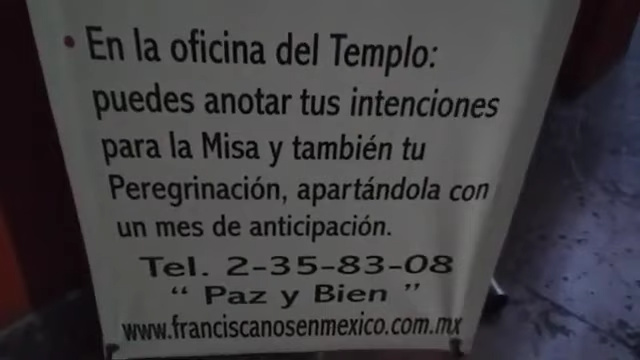 • En la oficina del Templo:
puedes anotar tus intenciones
para la Misa y también tu
Peregrinación, apartándola con
un mes de anticipación.
Tel. 2-35-83-08
“ Paz y Bien ”
www.franciscanosenmexico.com.mx